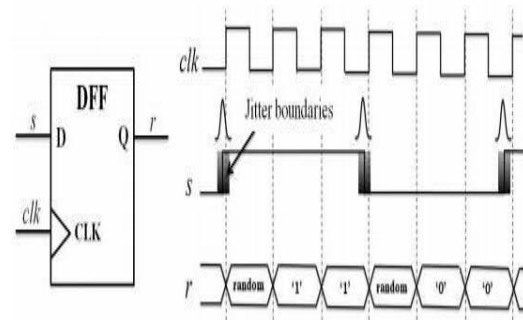 DFF
s
D
Q
r
clk
CLK
clk
Jitter boundaries
s
r
random
‘1’
‘1’
random
‘0’
‘0’